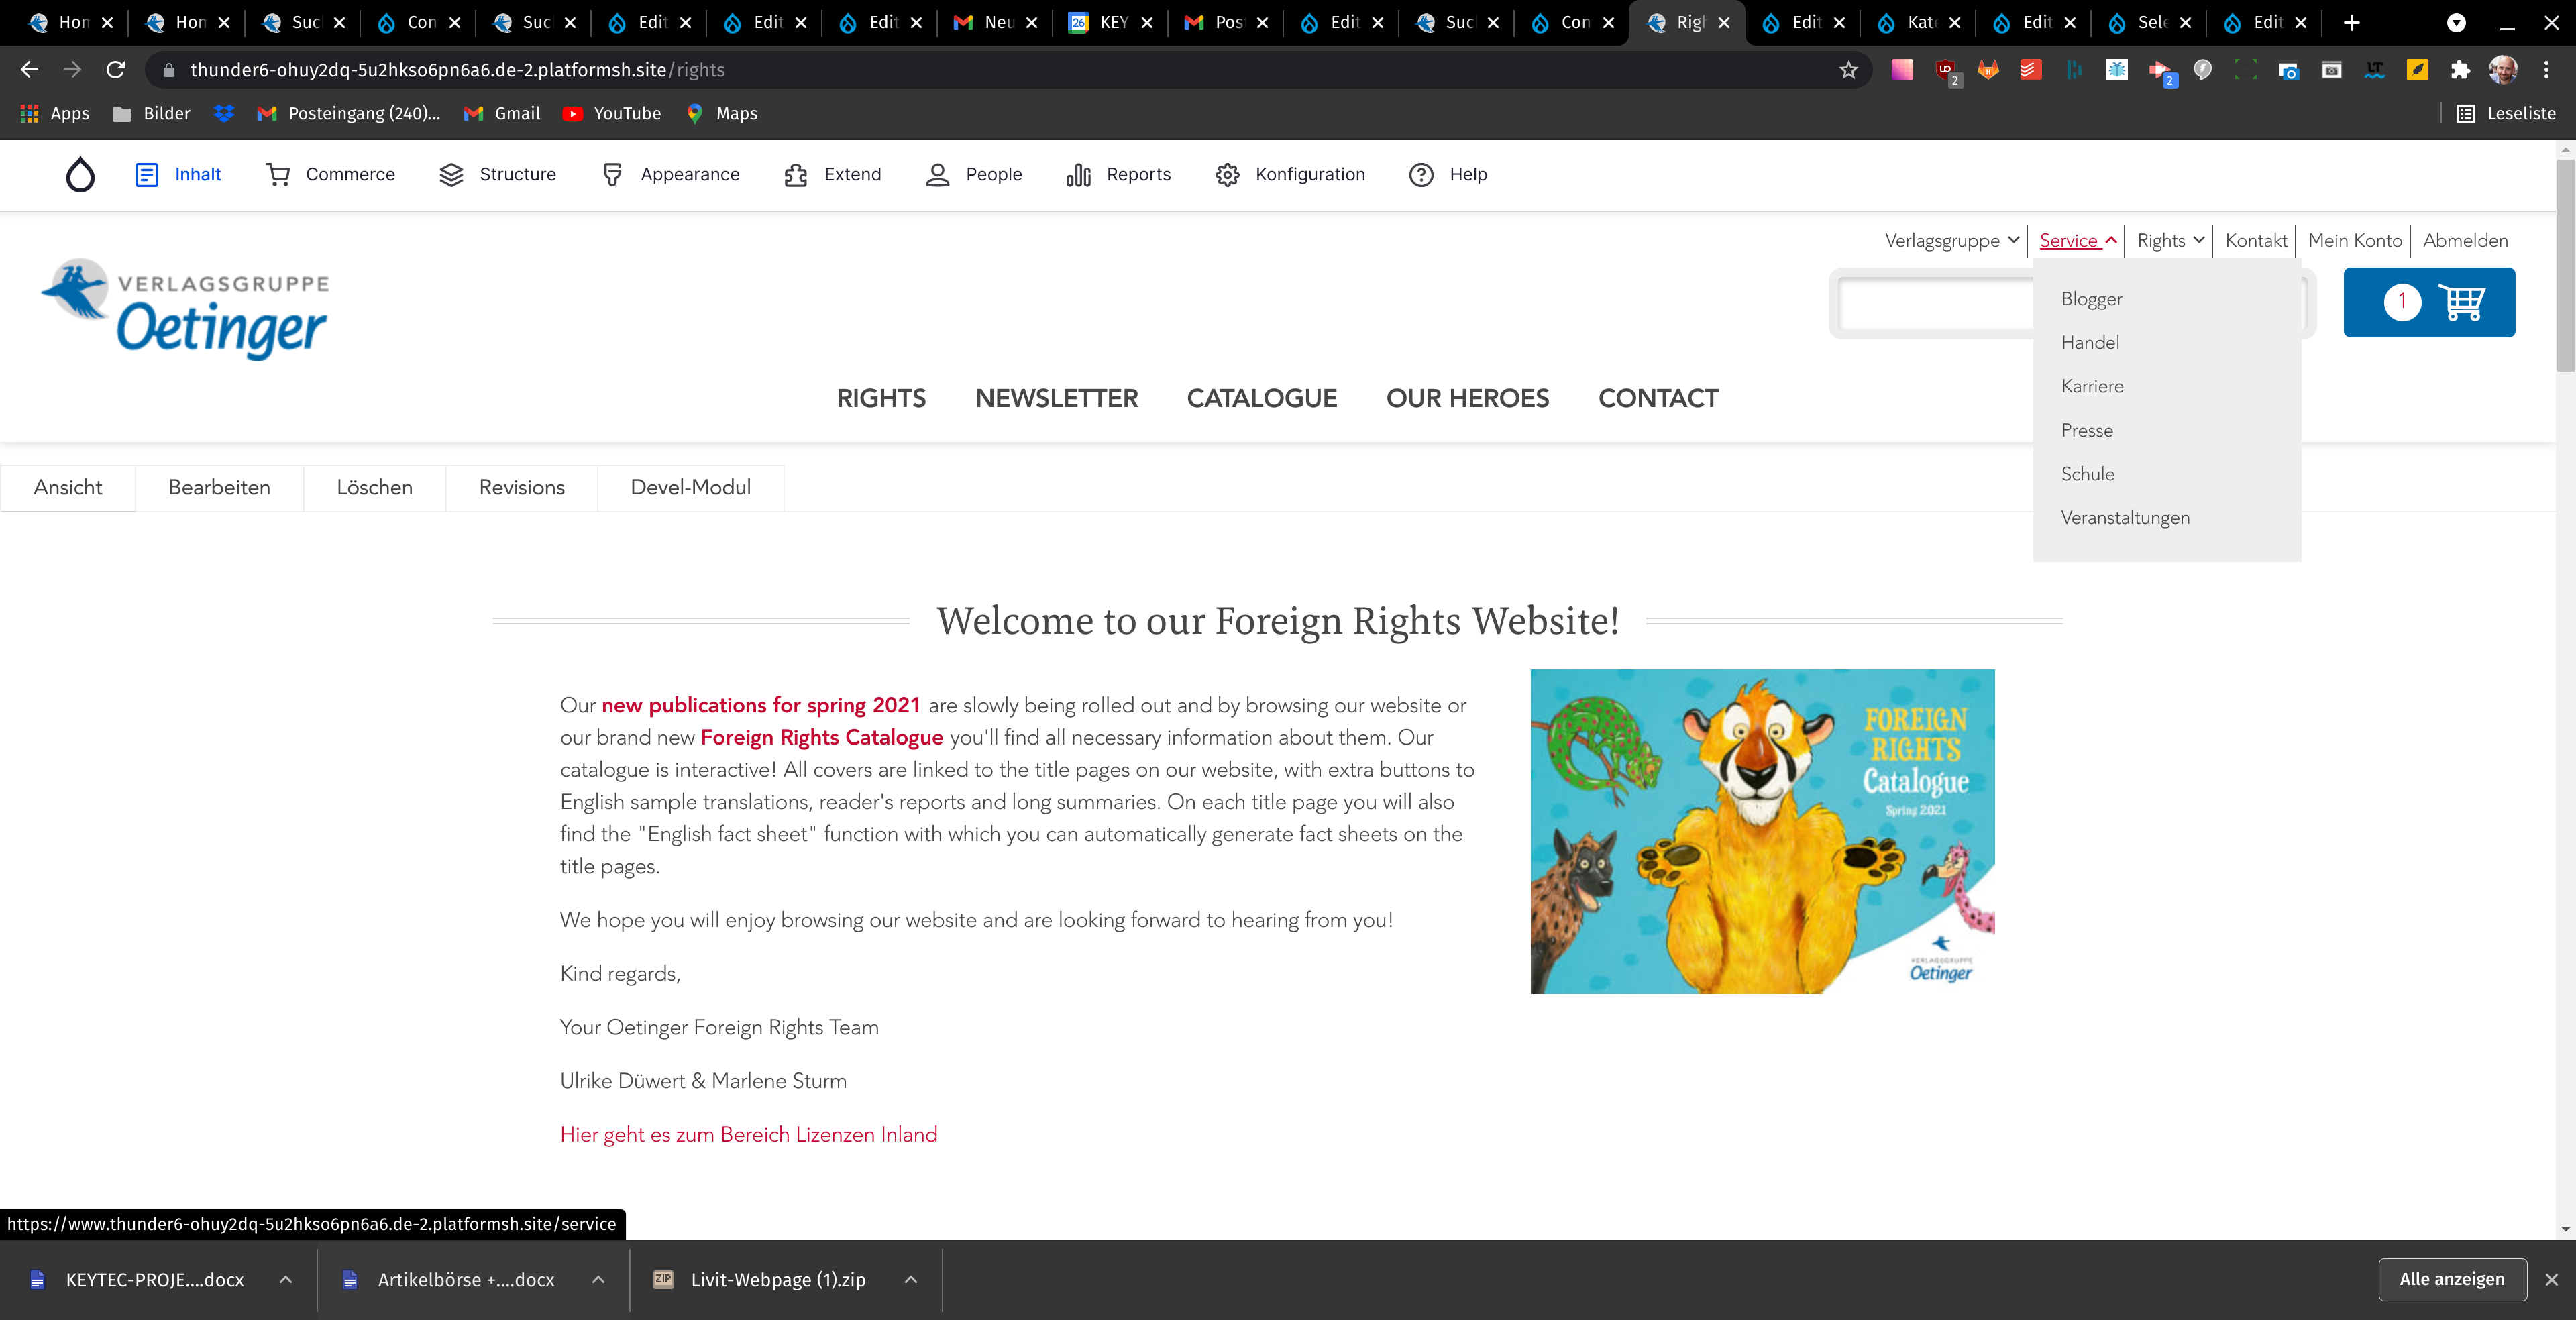 Hon
Hon
Suc
Con
Suc
Edit
Edit
Edit
Neu
26
KEY
Pos
Edit
Suc
Con
Righ
Edit
Kate
Edit
Sele
Edit
thunder6-ohuy2dq-5u2hkso6pn6a6.de-2.platformsh.site/rights
2
2
LT
Apps
Bilder
Posteingang (240)...
Gmail
YouTube
Maps
Leseliste
Inhalt
Commerce
Structure
Appearance
Extend
People
Reports
Konfiguration
Help
Verlagsgruppe
Service
Rights
Kontakt
Mein Konto
Abmelden
VERLAGSGRUPPE
Oetinger
1
Blogger
Handel
Karriere
Presse
Schule
Veranstaltungen
RIGHTS
NEWSLETTER
CATALOGUE
OUR HEROES
CONTACT
Ansicht
Bearbeiten
Löschen
Revisions
Devel-Modul
Welcome to our Foreign Rights Website!
Our new publications for spring 2021 are slowly being rolled out and by browsing our website or
our brand new Foreign Rights Catalogue you'll find all necessary information about them. Our
catalogue is interactive! All covers are linked to the title pages on our website, with extra buttons to
English sample translations, reader's reports and long summaries. On each title page you will also
find the "English fact sheet" function with which you can automatically generate fact sheets on the
title pages.
We hope you will enjoy browsing our website and are looking forward to hearing from you!
Kind regards,
Your Oetinger Foreign Rights Team
Ulrike Düwert & Marlene Sturm
Hier geht es zum Bereich Lizenzen Inland
FOREIGN
RIGHTS
Catalogue
Spring 2021
VERLAGSGRUPPE
Oetinger
https://www.thunder6-ohuy2dq-5u2hkso6pn6a6.de-2.platformsh.site/service
KEYTEC-PROJE....docx
Artikelbörse +....docx
ZIP
Livit-Webpage (1).zip
Alle anzeigen